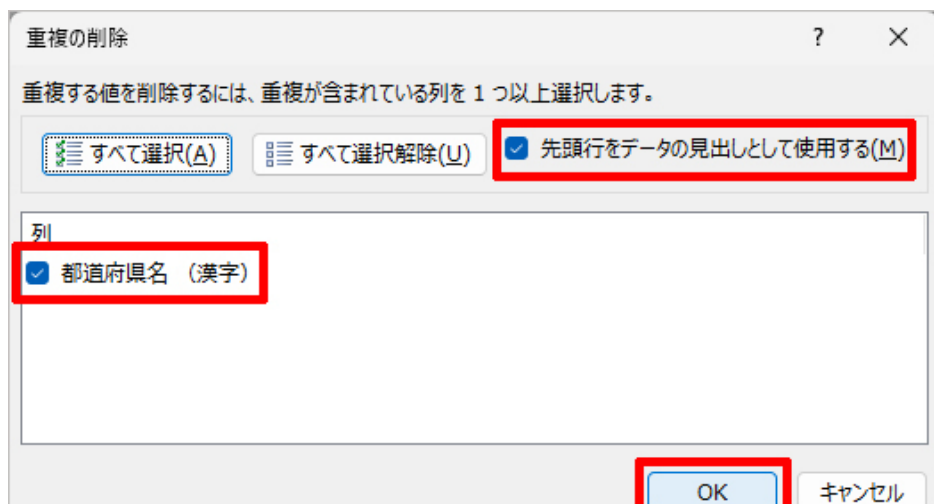 重複の削除 ?
重複する値を削除するには、重複が含まれている列を 1 つ以上選択します。
すべて選択(A) すべて選択解除(U) 先頭行をデータの見出しとして使用する(M)
列
都道府県名 （漢字）
OK キャンセル